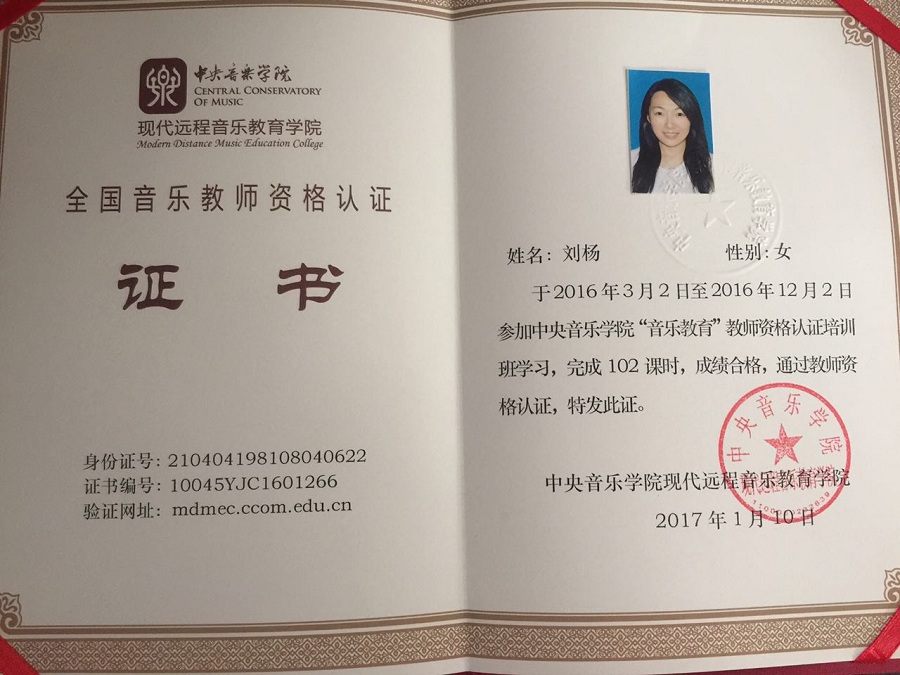 中央音乐学院
CENTRAL CONSERVATORY
OF MUSIC
现代远程音乐教育学院
Modern Distance Music Education College
全国音乐教师资格认证
证 书
身份证号：210404198108040622
证书编号：10045YJC1601266
验证网址：mdmec.ccom.edu.cn
姓名：刘杨 性别：女
于2016年3月2日至2016年12月2日
参加中央音乐学院“音乐教育”教师资格认证培训
班学习，完成 102 课时，成绩合格，通过教师资
格认证，特发此证。
中央音乐学院
中央音乐学院现代远程音乐教育学院
2017年1月10日